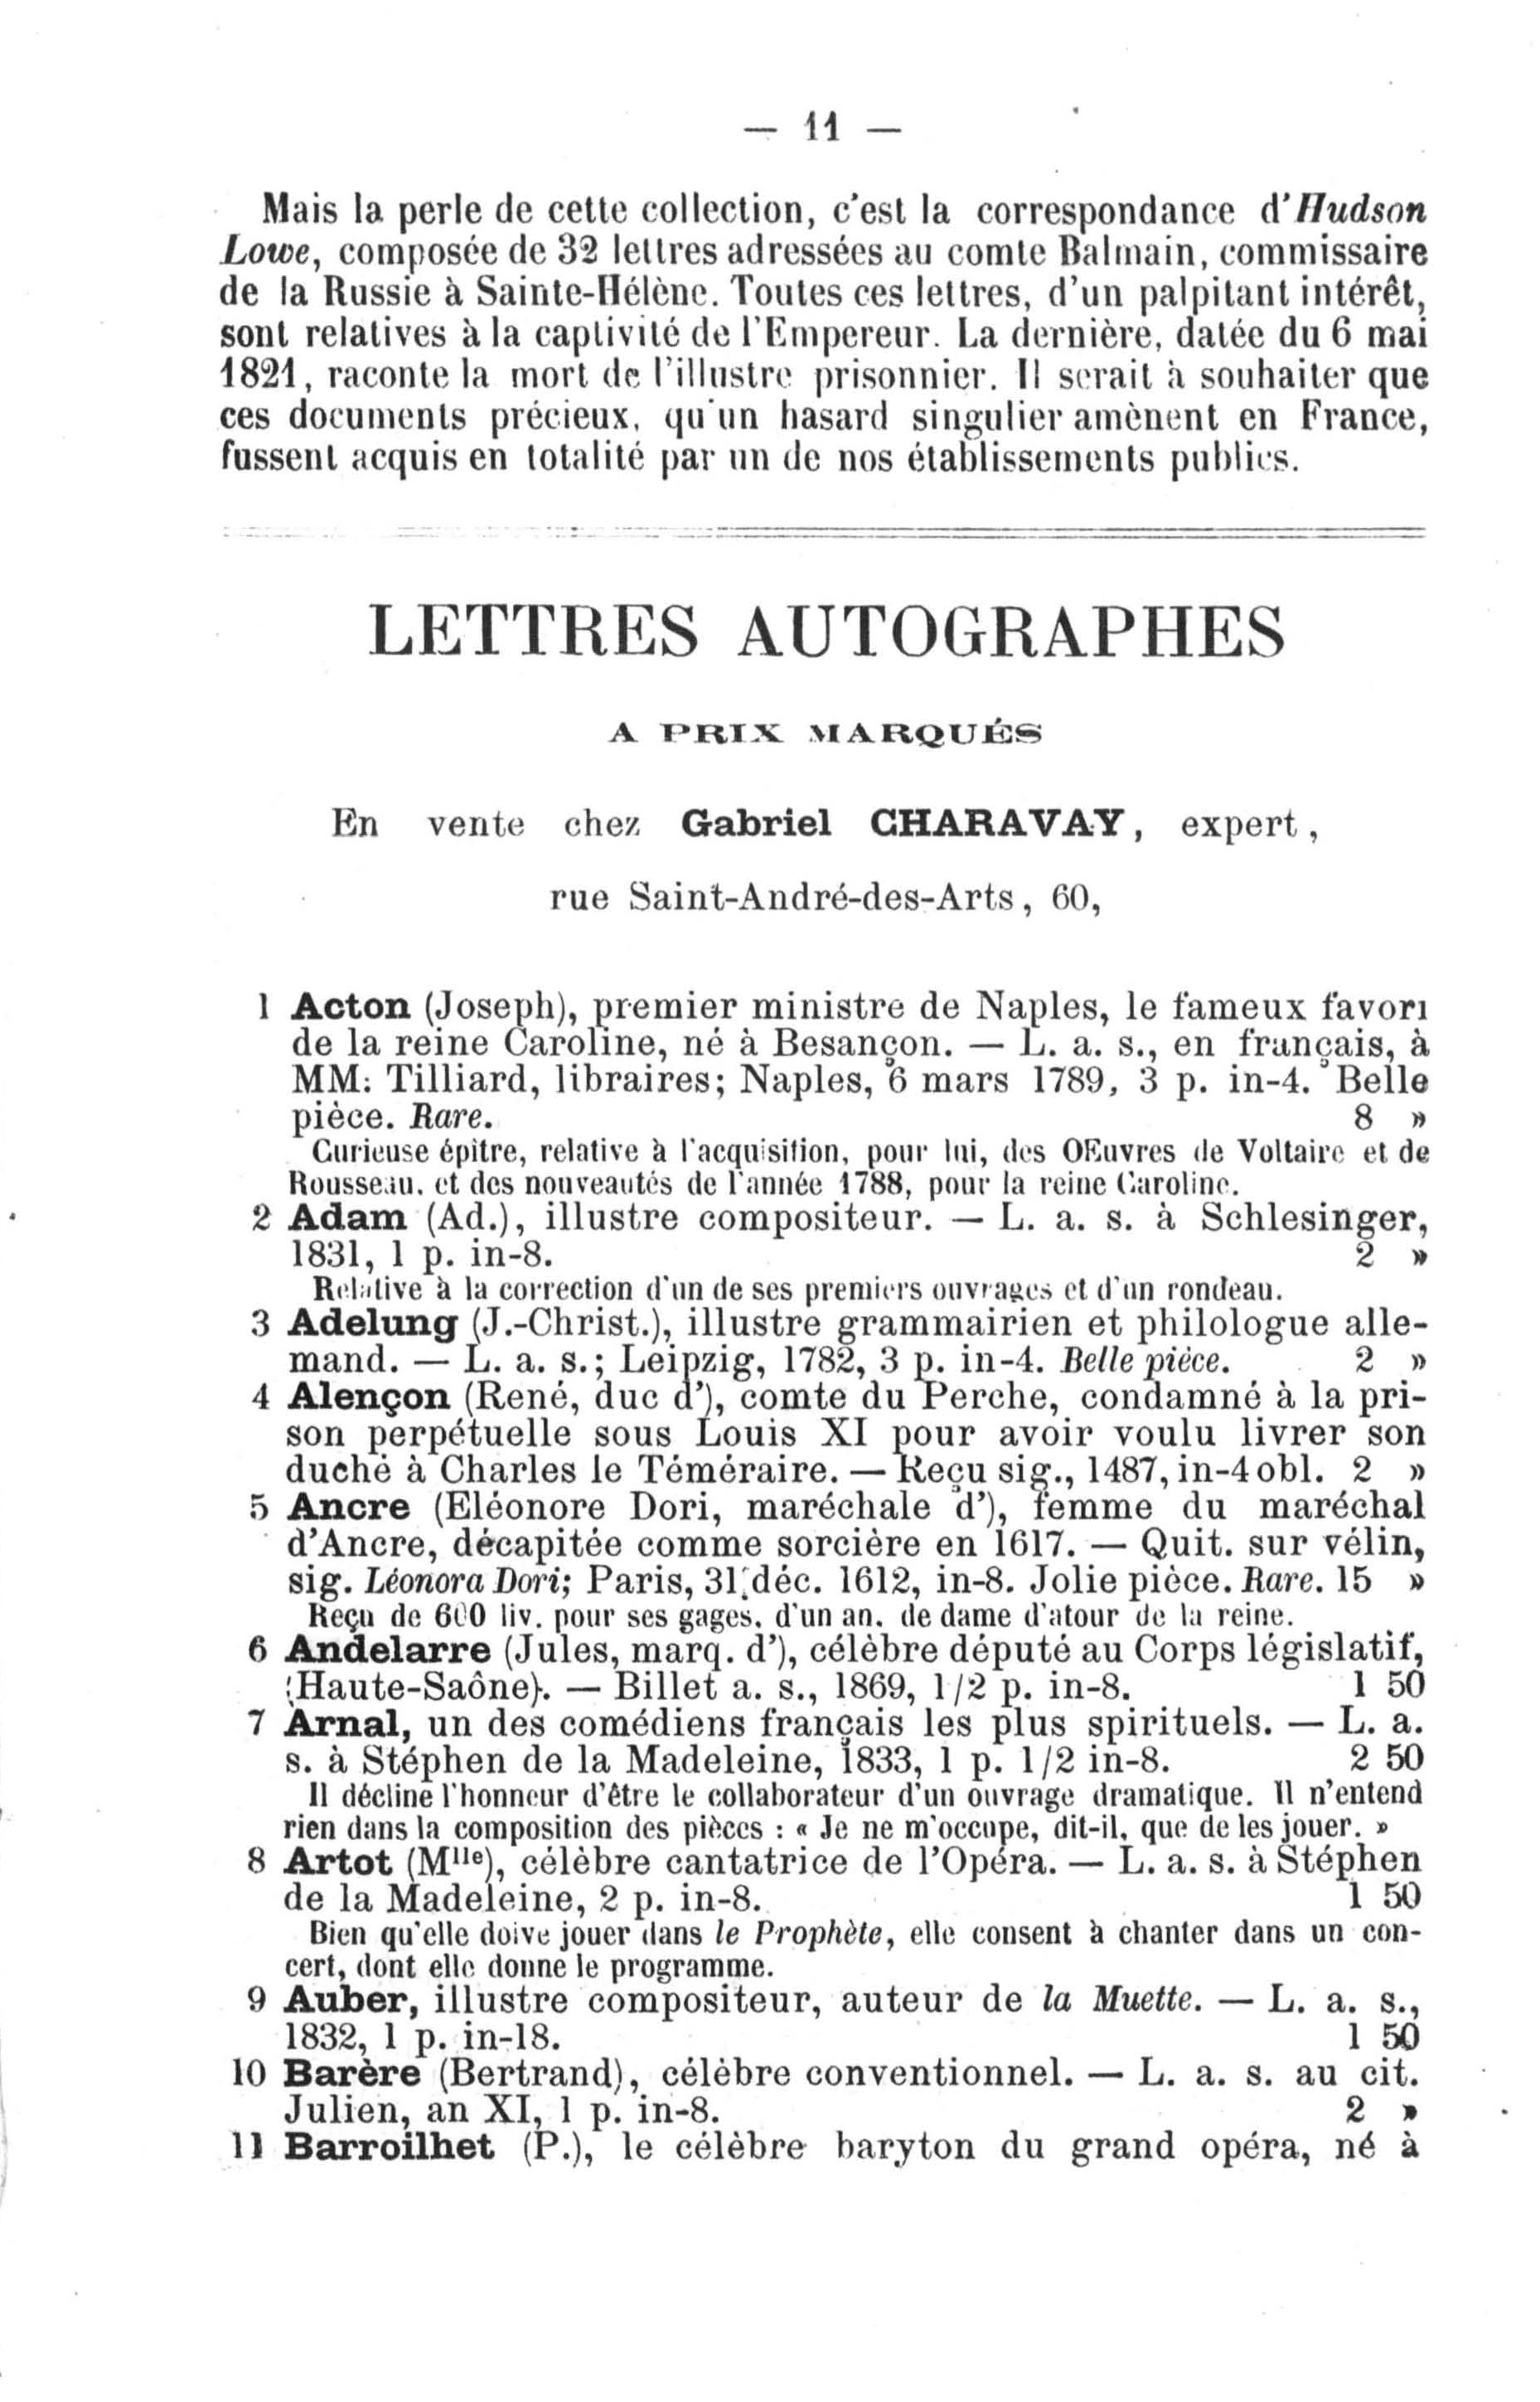 — 11 —
Mais la perle de cette collection, c'est la correspondance d'Hudson
Lowe, composée de 32 lettres adressées au comte Balmain, commissaire
de la Russie à Sainte-Hélène. Toutes ces lettres, d'un palpitant intérêt,
sont relatives à la captivité de l'Empereur. La dernière, datée du 6 mai
1821, raconte la mort de l'illustre prisonnier. Il serait à souhaiter que
ces documents précieux, qu'un hasard singulier amènent en France,
fussent acquis en totalité par un de nos établissements publics.
LETTRES AUTOGRAPHES
A PRIX MARQUÉS
En vente chez Gabriel CHARAVAY, expert,
rue Saint-André-des-Arts, 60,
1 Acton (Joseph), premier ministre de Naples, le fameux favori
de la reine Caroline, né à Besançon. — L. a. s., en français, à
MM. Tilliard, libraires; Naples, 6 mars 1789, 3 p. in-4. Belle
pièce. Rare. 8 »
Curieuse épître, relative à l'acquisition, pour lui, des OEuvres de Voltaire et de
Rousseau, et des nouveautés de l'année 1788, pour la reine Caroline.
2 Adam (Ad.), illustre compositeur. — L. a. s. à Schlesinger,
1831, 1 p. in-8. 2 »
Relative à la correction d'un de ses premiers ouvrages et d'un rondeau.
3 Adelung (J.-Christ.), illustre grammairien et philologue alle-
mand. — L. a. s.; Leipzig, 1782, 3 p. in-4. Belle pièce. 2 »
4 Alençon (René, duc d'), comte du Perche, condamné à la pri-
son perpétuelle sous Louis XI pour avoir voulu livrer son
duché à Charles le Téméraire. — Reçu sig., 1487, in-4 obl. 2 »
5 Ancre (Eléonore Dori, maréchale d'), femme du maréchal
d'Ancre, décapitée comme sorcière en 1617. — Quit. sur vélin,
sig. Léonora Dori; Paris, 31 déc. 1612, in-8. Jolie pièce. Rare. 15 »
Reçu de 600 liv. pour ses gages, d'un an, de dame d'atour de la reine.
6 Andelarre (Jules, marq. d'), célèbre député au Corps législatif,
(Haute-Saône). — Billet a. s., 1869, 1/2 p. in-8. 1 50
7 Arnal, un des comédiens français les plus spirituels. — L. a.
s. à Stéphen de la Madeleine, 1833, 1 p. 1/2 in-8. 2 50
Il décline l'honneur d'être le collaborateur d'un ouvrage dramatique. Il n'entend
rien dans la composition des pièces : « Je ne m'occupe, dit-il, que de les jouer. »
8 Artot (Mlle), célèbre cantatrice de l'Opéra. — L. a. s. à Stéphen
de la Madeleine, 2 p. in-8. 1 50
Bien qu'elle doive jouer dans le Prophète, elle consent à chanter dans un con-
cert, dont elle donne le programme.
9 Auber, illustre compositeur, auteur de la Muette. — L. a. s.,
1832, 1 p. in-18. 1 50
10 Barère (Bertrand), célèbre conventionnel. — L. a. s. au cit.
Julien, an XI, 1 p. in-8. 2 »
11 Barroilhet (P.), le célèbre baryton du grand opéra, né à